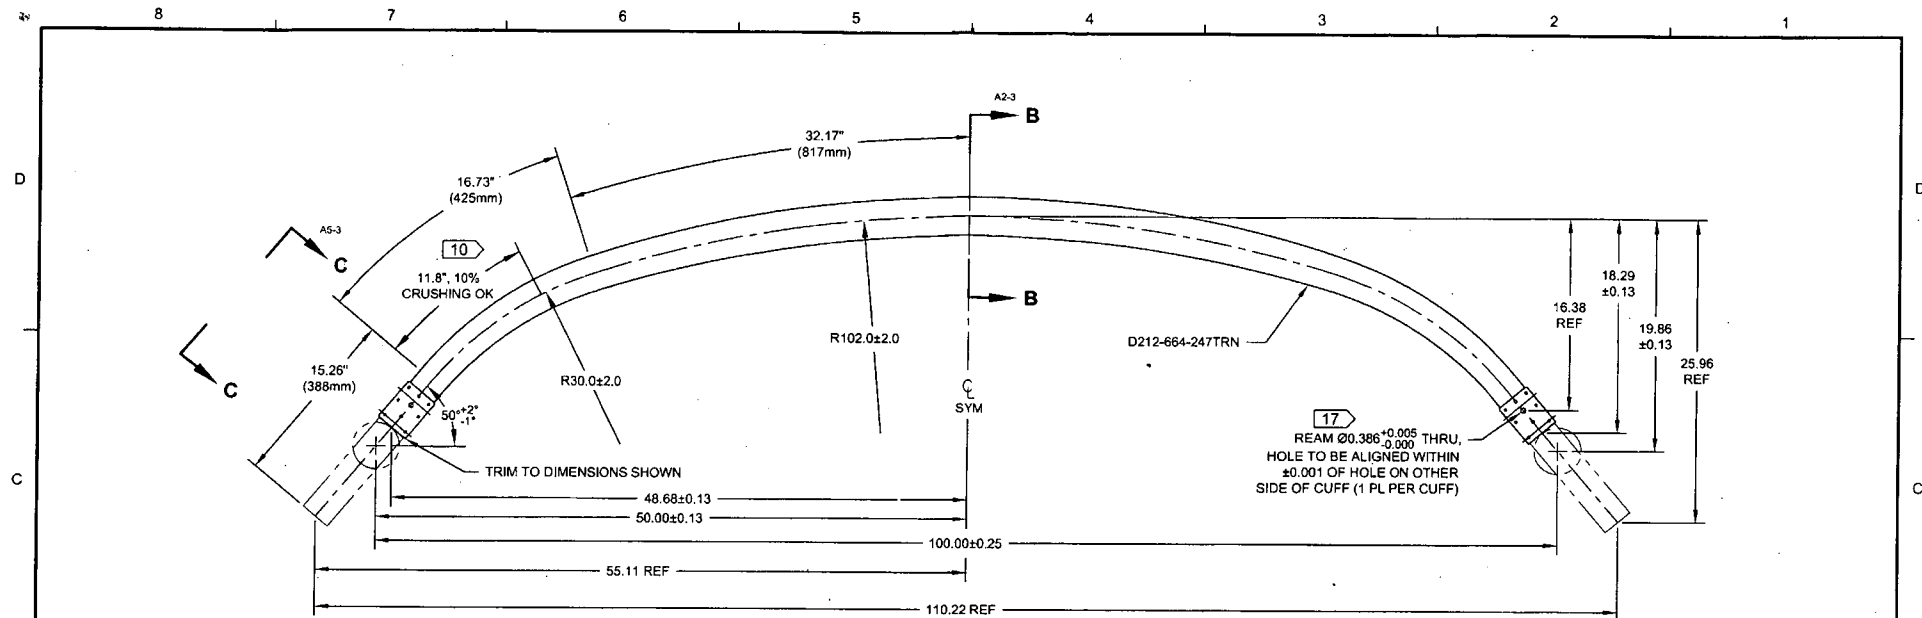 8 7 6 5 4 3 2 1
A2-3
B
32.17"
(817mm)
D
D
16.73"
(425mm)
A5-3
C
10
11.8", 10%
CRUSHING OK
B
18.29
±0.13
16.38
REF
19.86
±0.13
R102.0±2.0
D212-664-247TRN
25.96
REF
15.26"
(388mm)
C
R30.0±2.0
℄
SYM
50°+2°
-1°
17
REAM Ø0.386+0.005 THRU,
-0.000
HOLE TO BE ALIGNED WITHIN
±0.001 OF HOLE ON OTHER
SIDE OF CUFF (1 PL PER CUFF)
TRIM TO DIMENSIONS SHOWN
C
C
48.68±0.13
50.00±0.13
100.00±0.25
55.11 REF
110.22 REF